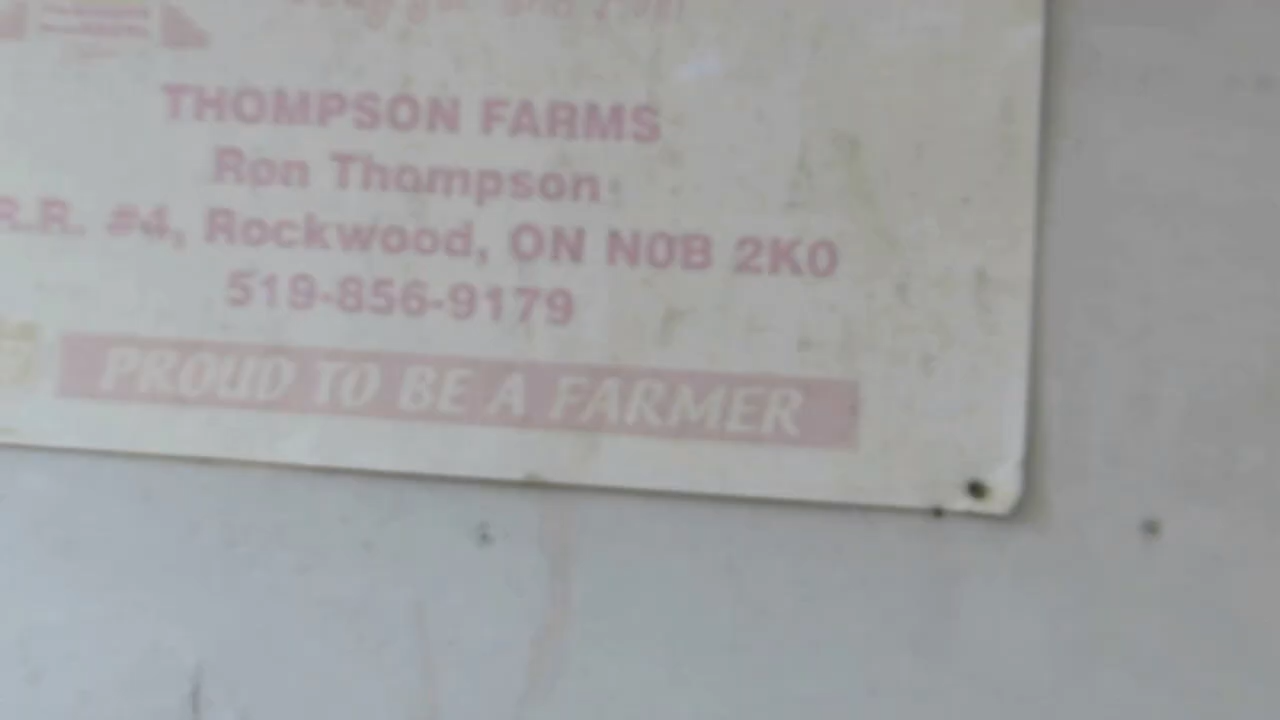 THOMPSON FARMS
Ron Thompson
R.R. #4, Rockwood, ON N0B 2K0
519-856-9179
PROUD TO BE A FARMER